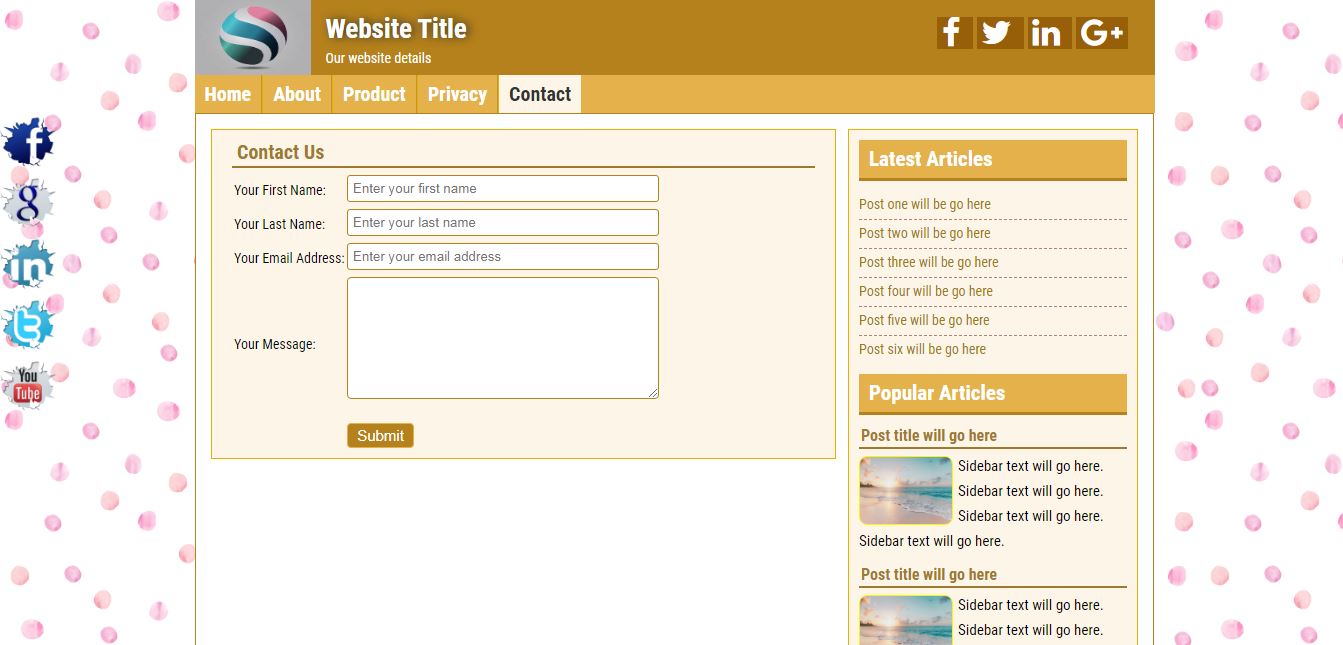 Website Title
Our website details
f
in
G+
Home About Product Privacy Contact
f
g
in
t
You
Tube
Contact Us
Your First Name: Enter your first name
Your Last Name: Enter your last name
Your Email Address: Enter your email address
Your Message:
Submit
Latest Articles
Post one will be go here
Post two will be go here
Post three will be go here
Post four will be go here
Post five will be go here
Post six will be go here
Popular Articles
Post title will go here
Sidebar text will go here.
Sidebar text will go here.
Sidebar text will go here.
Sidebar text will go here.
Post title will go here
Sidebar text will go here.
Sidebar text will go here.